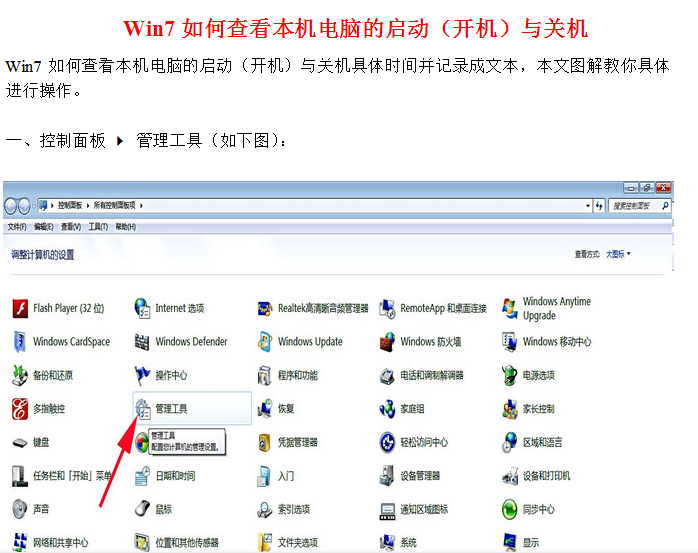 Win7 如何查看本机电脑的启动（开机）与关机
Win7 如何查看本机电脑的启动（开机）与关机具体时间并记录成文本，本文图解教你具体
进行操作。
一、控制面板 管理工具（如下图）：
控制面板 所有控制面板项 搜索控制面板
文件(F) 编辑(E) 查看(V) 工具(T) 帮助(H)
调整计算机的设置 查看方式: 大图标
Flash Player (32 位) Internet 选项 Realtek高清晰音频管理器 RemoteApp 和桌面连接 Windows Anytime
Upgrade
Windows CardSpace Windows Defender Windows Update Windows 防火墙 Windows 移动中心
备份和还原 操作中心 程序和功能 电话和调制解调器 电源选项
多指触控 管理工具 恢复 家庭组 家长控制
管理工具
配置您计算机的管理设置。
键盘 凭据管理器 轻松访问中心 区域和语言
任务栏和「开始」菜单 日期和时间 入门 设备管理器 设备和打印机
声音 鼠标 索引选项 通知区域图标 同步中心
网络和共享中心 位置和其他传感器 文件夹选项 系统 显示